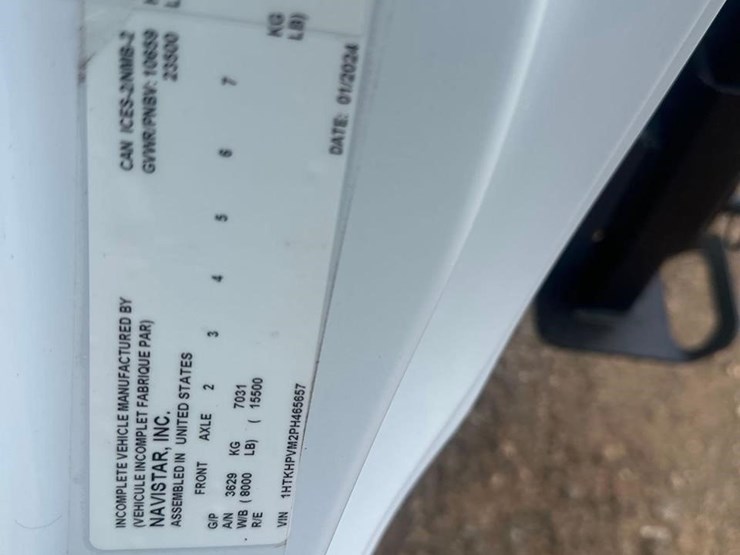 INCOMPLETE VEHICLE MANUFACTURED BY
(VEHICULE INCOMPLET FABRIQUE PAR) CAN ICES-2/NMB-2
NAVISTAR, INC. GVWR/PNBV: 10659 K
ASSEMBLED IN UNITED STATES 23500 L
FRONT AXLE 2 3 4 5 6 7
G/P
A/N 3629 KG 7031 KG
W/B ( 8000 LB) ( 15500 LB)
R/E
VIN 1HTKHPVM2PH465657 DATE: 01/2024